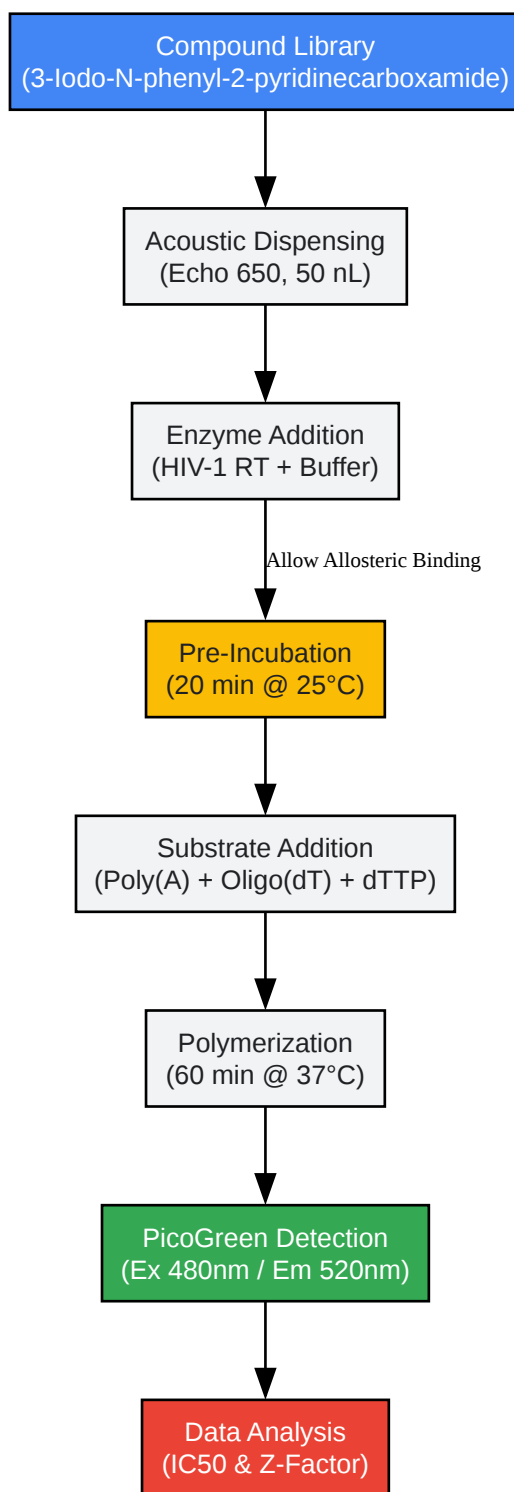 Compound Library
(3-Iodo-N-phenyl-2-pyridinecarboxamide)
Acoustic Dispensing
(Echo 650, 50 nL)
Enzyme Addition
(HIV-1 RT + Buffer)
Allow Allosteric Binding
Pre-Incubation
(20 min @ 25°C)
Substrate Addition
(Poly(A) + Oligo(dT) + dTTP)
Polymerization
(60 min @ 37°C)
PicoGreen Detection
(Ex 480nm / Em 520nm)
Data Analysis
(IC50 & Z-Factor)